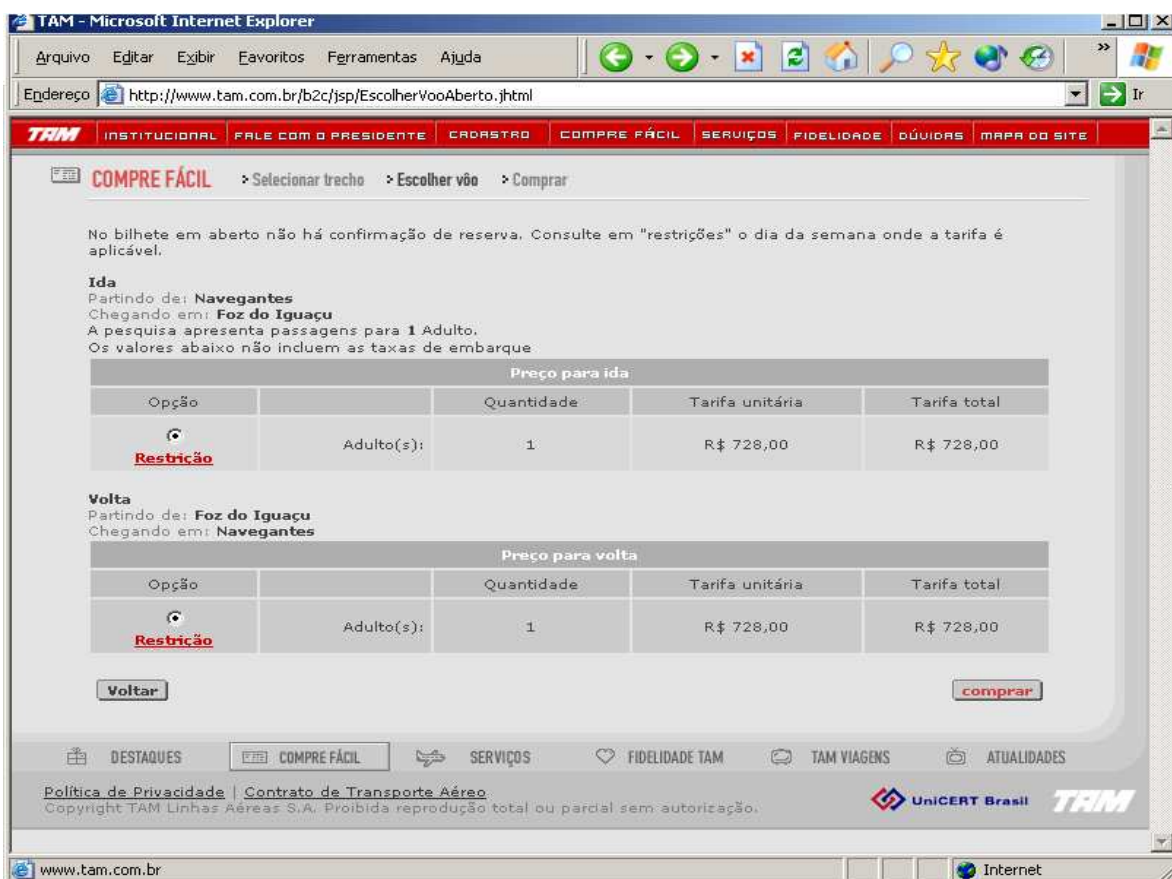 TAM - Microsoft Internet Explorer
Arquivo Editar Exibir Favoritos Ferramentas Ajuda
Endereço http://www.tam.com.br/b2c/jsp/EscolherVooAberto.jhtml Ir
TAM INSTITUCIONAL FALE COM O PRESIDENTE CADASTRO COMPRE FÁCIL SERVIÇOS FIDELIDADE DÚVIDAS MAPA DO SITE
COMPRE FÁCIL > Selecionar trecho > Escolher vôo > Comprar
No bilhete em aberto não há confirmação de reserva. Consulte em "restrições" o dia da semana onde a tarifa é
aplicável.
Ida
Partindo de: Navegantes
Chegando em: Foz do Iguaçu
A pesquisa apresenta passagens para 1 Adulto.
Os valores abaixo não incluem as taxas de embarque
Preço para ida
Opção Quantidade Tarifa unitária Tarifa total
Adulto(s): 1 R$ 728,00 R$ 728,00
Restrição
Volta
Partindo de: Foz do Iguaçu
Chegando em: Navegantes
Preço para volta
Opção Quantidade Tarifa unitária Tarifa total
Adulto(s): 1 R$ 728,00 R$ 728,00
Restrição
Voltar comprar
DESTAQUES COMPRE FÁCIL SERVIÇOS FIDELIDADE TAM TAM VIAGENS ATUALIDADES
Política de Privacidade | Contrato de Transporte Aéreo
Copyright TAM Linhas Aéreas S.A. Proibida reprodução total ou parcial sem autorização.
UniCERT Brasil TAM
www.tam.com.br Internet